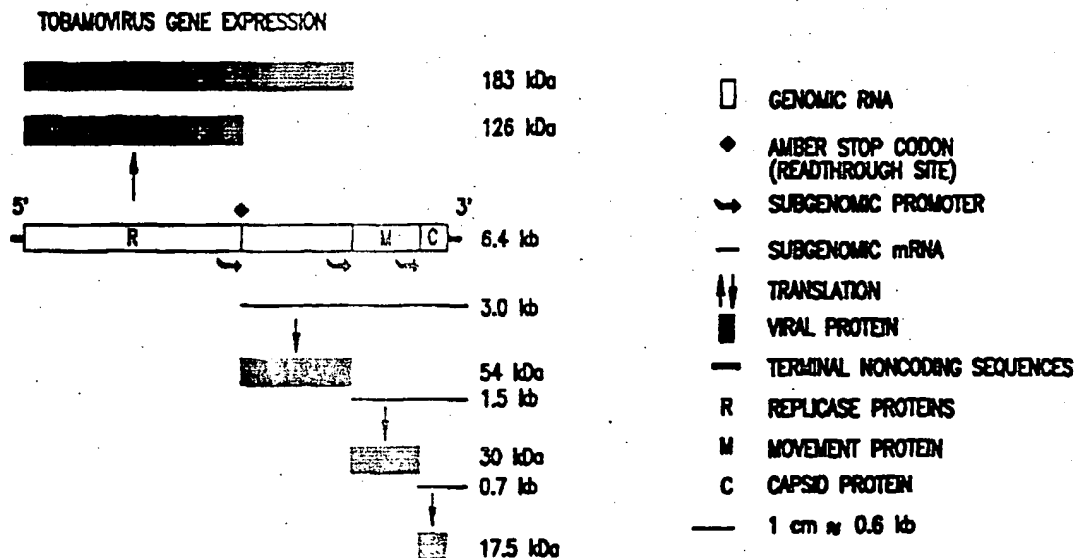 TOBAMOVIRUS GENE EXPRESSION
183 kDa
126 kDa
5'
3'
R
M
C
6.4 kb
3.0 kb
54 kDa
1.5 kb
30 kDa
0.7 kb
17.5 kDa
GENOMIC RNA
AMBER STOP CODON
(READTHROUGH SITE)
SUBGENOMIC PROMOTER
SUBGENOMIC mRNA
TRANSLATION
VIRAL PROTEIN
TERMINAL NONCODING SEQUENCES
R REPLICASE PROTEINS
M MOVEMENT PROTEIN
C CAPSID PROTEIN
1 cm ≈ 0.6 kb